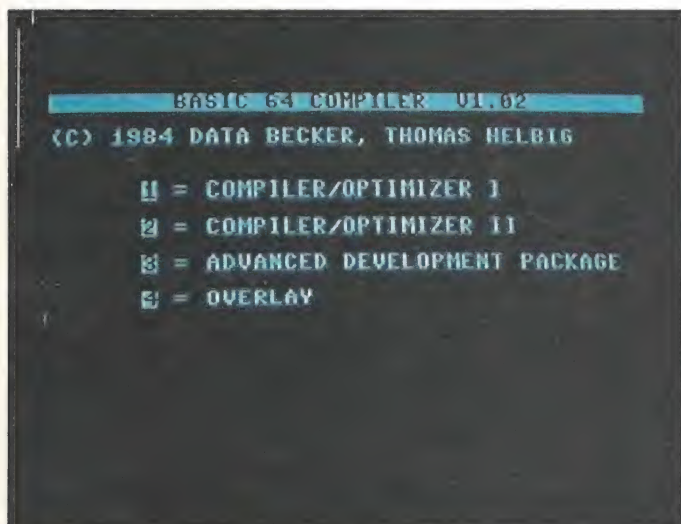 BASIC 64 COMPILER V1.02
(C) 1984 DATA BECKER, THOMAS HELBIG
1 = COMPILER/OPTIMIZER I
2 = COMPILER/OPTIMIZER II
3 = ADVANCED DEVELOPMENT PACKAGE
4 = OVERLAY